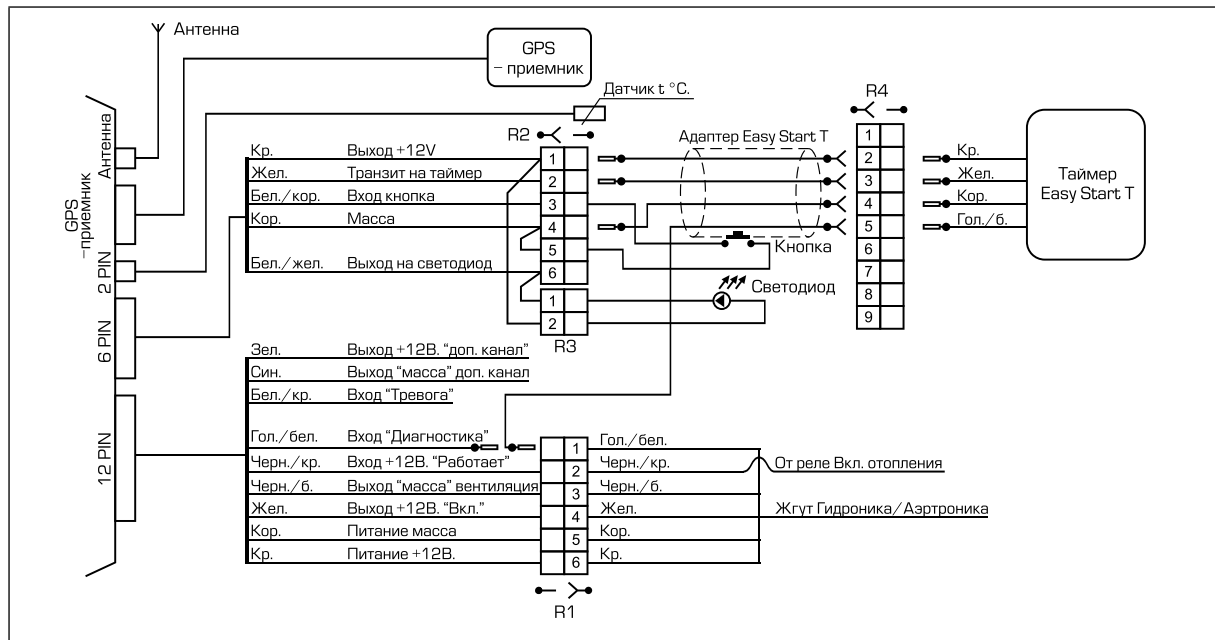 Антенна
GPS
– приемник
Датчик t °C.
R2
R4
Адаптер Easy Start T
Антенна
GPS
–приемник
2 PIN
6 PIN
12 PIN
Кр. Выход +12V
Жел. Транзит на таймер
Бел./кор. Вход кнопка
Кор. Масса
Бел./жел. Выход на светодиод
1
2
3
4
5
6
1
2
R3
Кнопка
Светодиод
1
2
3
4
5
6
7
8
9
Кр.
Жел.
Кор.
Гол./б.
Таймер
Easy Start T
Зел. Выход +12В. “доп. канал”
Син. Выход “масса” доп. канал
Бел./кр. Вход “Тревога”
Гол./бел. Вход “Диагностика”
Черн./кр. Вход +12В. “Работает”
Черн./б. Выход “масса” вентиляция
Жел. Выход +12В. “Вкл.”
Кор. Питание масса
Кр. Питание +12В.
1
2
3
4
5
6
R1
Гол./бел.
Черн./кр.
Черн./б.
Жел.
Кор.
Кр.
От реле Вкл. отопления
Жгут Гидроника/Аэртроника